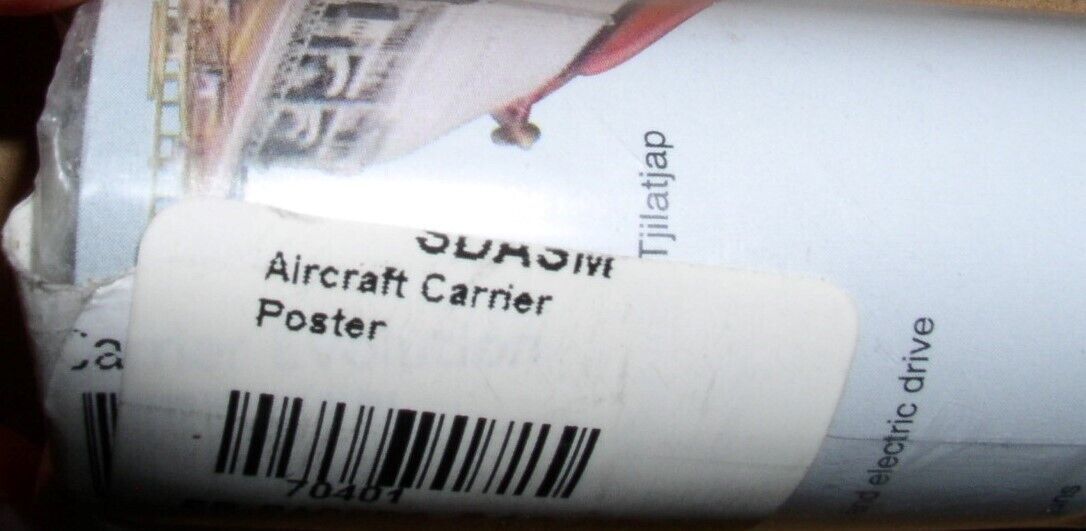 SDASM
Aircraft Carrier
Poster
70401
Tjilatjap
electric drive